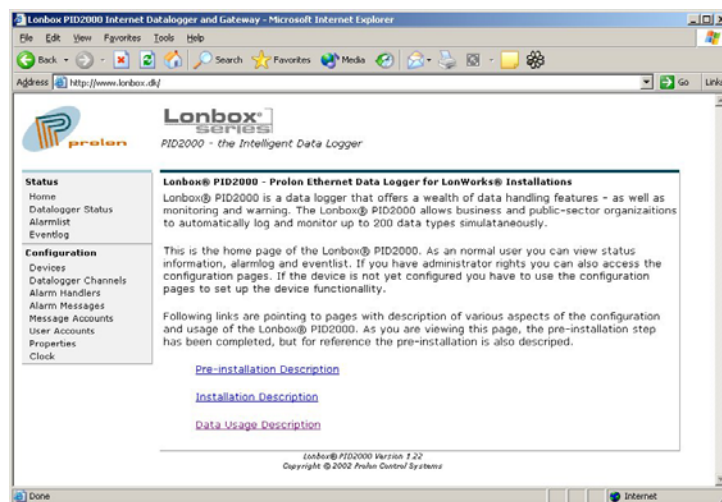 Lonbox PID2000 Internet Datalogger and Gateway - Microsoft Internet Explorer
File Edit View Favorites Tools Help
Back Search Favorites Media
Address http://www.lonbox.dk/ Go Links
prolon
Lonbox®
series
PID2000 - the Intelligent Data Logger
Status
Home
Datalogger Status
Alarmlist
Eventlog
Configuration
Devices
Datalogger Channels
Alarm Handlers
Alarm Messages
Message Accounts
User Accounts
Properties
Clock
Lonbox® PID2000 - Prolon Ethernet Data Logger for LonWorks® Installations
Lonbox® PID2000 is a data logger that offers a wealth of data handling features - as well as
monitoring and warning. The Lonbox® PID2000 allows business and public-sector organizaitions
to automatically log and monitor up to 200 data types simulataneously.
This is the home page of the Lonbox® PID2000. As an normal user you can view status
information, alarmlog and eventlist. If you have administrator rights you can also access the
configuration pages. If the device is not yet configured you have to use the configuration
pages to set up the device functionallity.
Following links are pointing to pages with description of various aspects of the configuration
and usage of the Lonbox® PID2000. As you are viewing this page, the pre-installation step
has been completed, but for reference the pre-installation is also descriped.
Pre-installation Description
Installation Description
Data Usage Description
Lonbox® PID2000 Version 1.22
Copyright © 2002 Prolon Control Systems
Done Internet